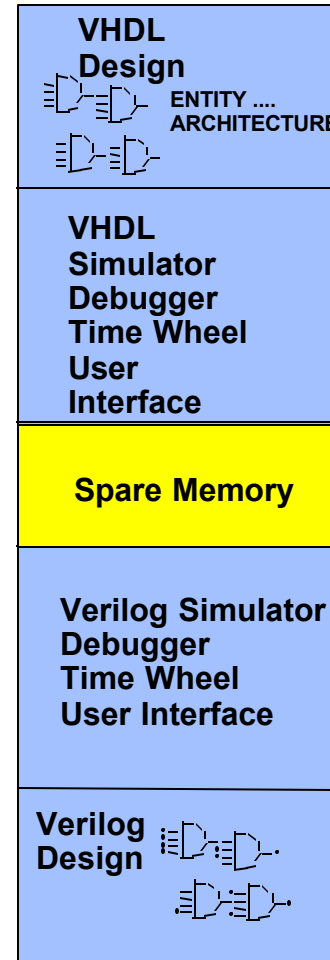 VHDL
Design
ENTITY ....
ARCHITECTURE
VHDL
Simulator
Debugger
Time Wheel
User
Interface
Spare Memory
Verilog Simulator
Debugger
Time Wheel
User Interface
Verilog
Design